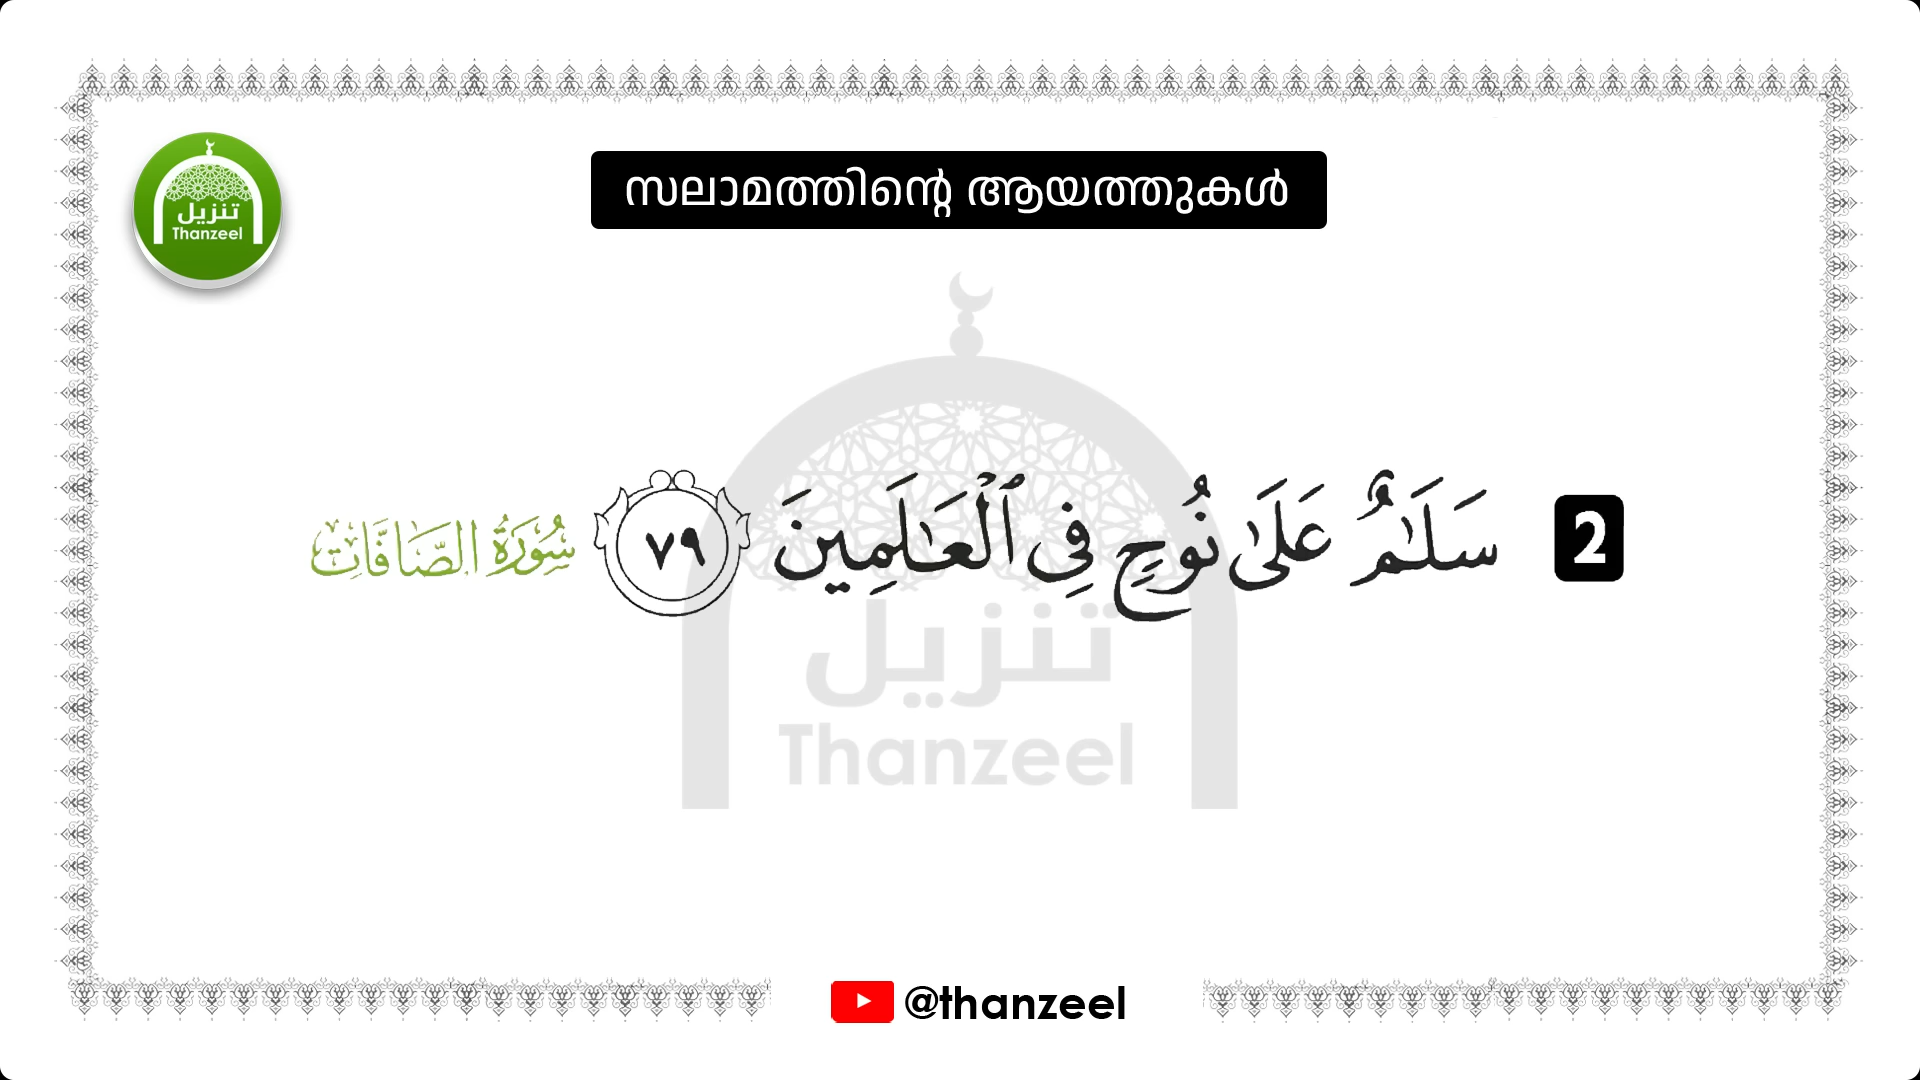 تنزيل
Thanzeel
സലാമത്തിന്റെ ആയത്തുകൾ
2 سَلَـٰمٌ عَلَىٰ نُوحٍ فِى ٱلْعَـٰلَمِينَ ٧٩ سُورَةُ الصَّافَّاتِ
تنزيل
Thanzeel
@thanzeel